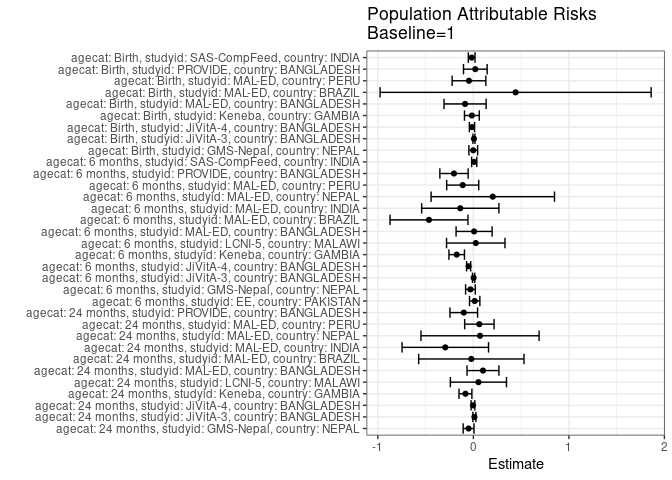 Population Attributable Risks
Baseline=1
agecat: Birth, studyid: SAS-CompFeed, country: INDIA
agecat: Birth, studyid: PROVIDE, country: BANGLADESH
agecat: Birth, studyid: MAL-ED, country: PERU
agecat: Birth, studyid: MAL-ED, country: BRAZIL
agecat: Birth, studyid: MAL-ED, country: BANGLADESH
agecat: Birth, studyid: Keneba, country: GAMBIA
agecat: Birth, studyid: JiVitA-4, country: BANGLADESH
agecat: Birth, studyid: JiVitA-3, country: BANGLADESH
agecat: Birth, studyid: GMS-Nepal, country: NEPAL
agecat: 6 months, studyid: SAS-CompFeed, country: INDIA
agecat: 6 months, studyid: PROVIDE, country: BANGLADESH
agecat: 6 months, studyid: MAL-ED, country: PERU
agecat: 6 months, studyid: MAL-ED, country: NEPAL
agecat: 6 months, studyid: MAL-ED, country: INDIA
agecat: 6 months, studyid: MAL-ED, country: BRAZIL
agecat: 6 months, studyid: MAL-ED, country: BANGLADESH
agecat: 6 months, studyid: LCNI-5, country: MALAWI
agecat: 6 months, studyid: Keneba, country: GAMBIA
agecat: 6 months, studyid: JiVitA-4, country: BANGLADESH
agecat: 6 months, studyid: JiVitA-3, country: BANGLADESH
agecat: 6 months, studyid: GMS-Nepal, country: NEPAL
agecat: 6 months, studyid: EE, country: PAKISTAN
agecat: 24 months, studyid: PROVIDE, country: BANGLADESH
agecat: 24 months, studyid: MAL-ED, country: PERU
agecat: 24 months, studyid: MAL-ED, country: NEPAL
agecat: 24 months, studyid: MAL-ED, country: INDIA
agecat: 24 months, studyid: MAL-ED, country: BRAZIL
agecat: 24 months, studyid: MAL-ED, country: BANGLADESH
agecat: 24 months, studyid: LCNI-5, country: MALAWI
agecat: 24 months, studyid: Keneba, country: GAMBIA
agecat: 24 months, studyid: JiVitA-4, country: BANGLADESH
agecat: 24 months, studyid: JiVitA-3, country: BANGLADESH
agecat: 24 months, studyid: GMS-Nepal, country: NEPAL
-1 0 1 2
Estimate